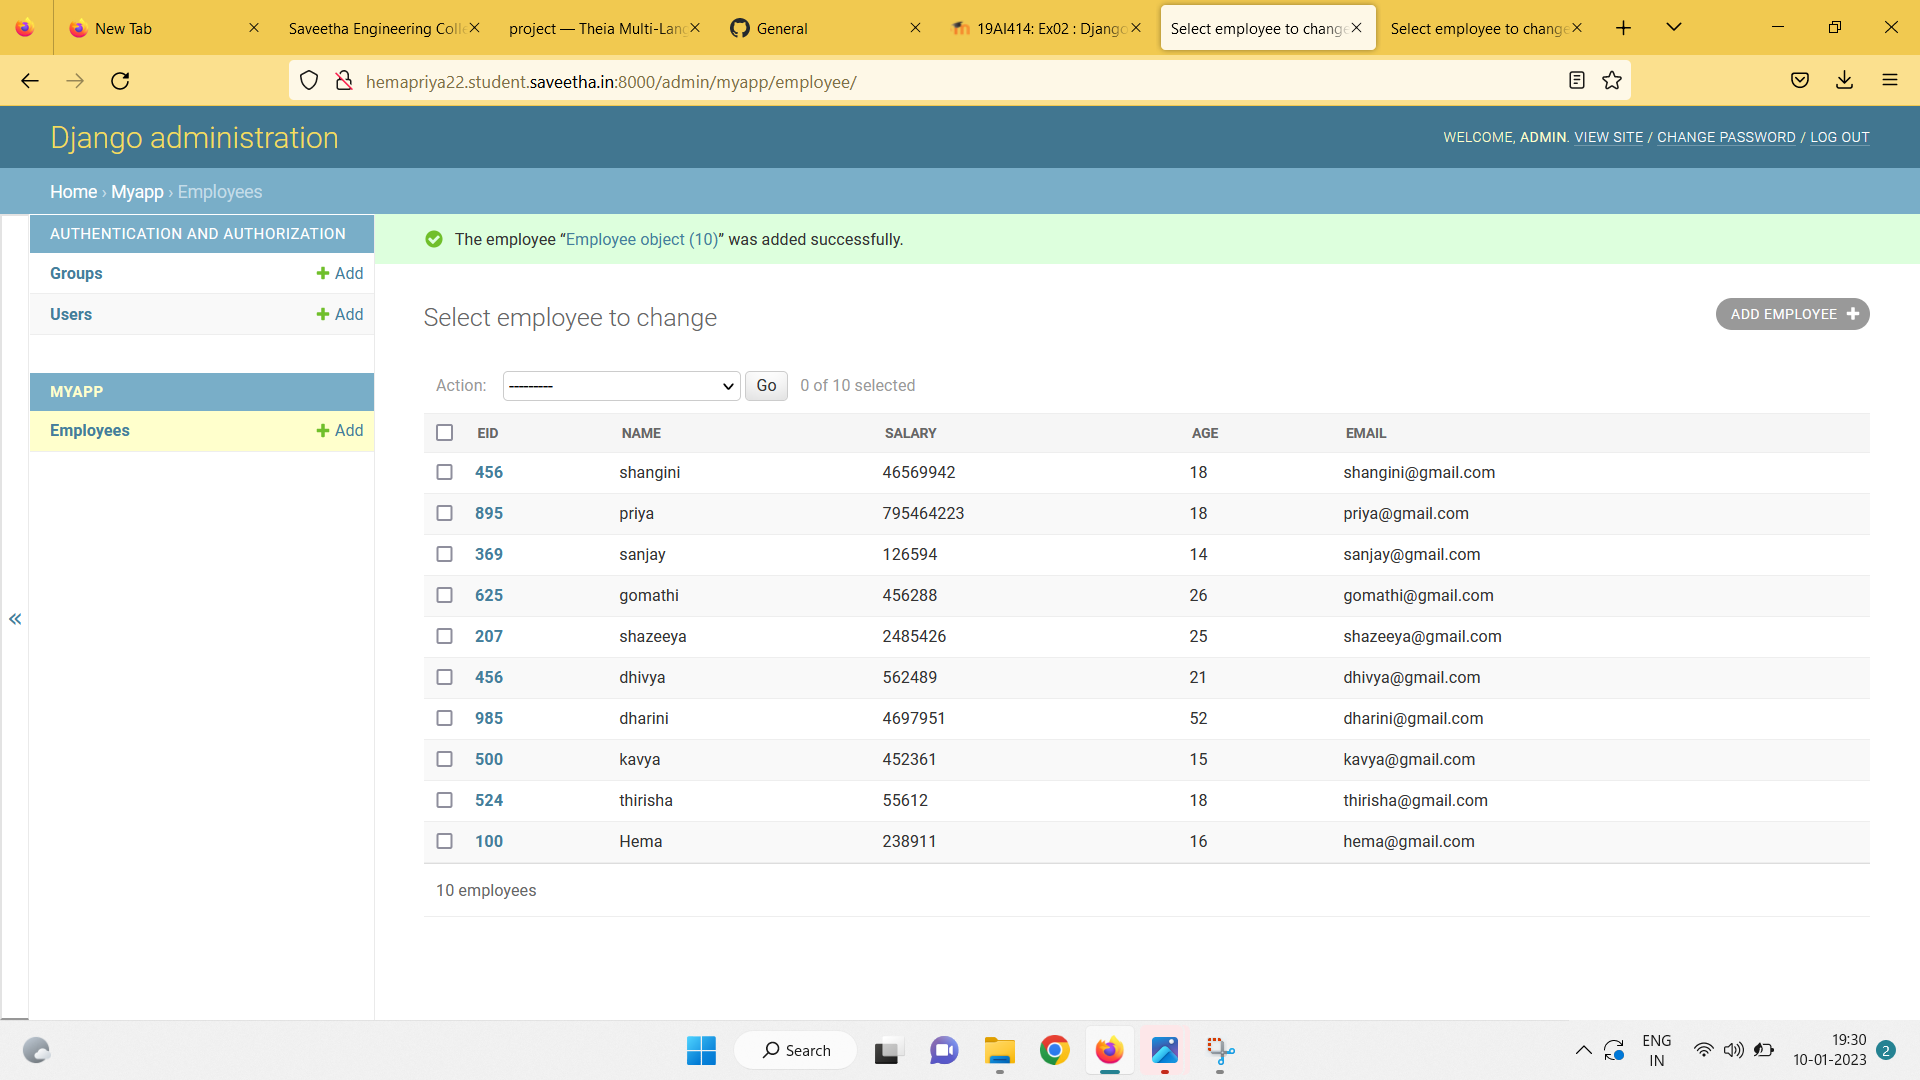 New Tab
Saveetha Engineering Colle
project — Theia Multi-Lang
General
19AI414: Ex02 : Django
Select employee to change
Select employee to change
hemapriya22.student.saveetha.in:8000/admin/myapp/employee/
Django administration
WELCOME, ADMIN. VIEW SITE / CHANGE PASSWORD / LOG OUT
Home › Myapp › Employees
AUTHENTICATION AND AUTHORIZATION
Groups + Add
Users + Add
MYAPP
Employees + Add
«
The employee “Employee object (10)” was added successfully.
Select employee to change
ADD EMPLOYEE +
Action: --------- Go 0 of 10 selected
EID NAME SALARY AGE EMAIL
456 shangini 46569942 18 shangini@gmail.com
895 priya 795464223 18 priya@gmail.com
369 sanjay 126594 14 sanjay@gmail.com
625 gomathi 456288 26 gomathi@gmail.com
207 shazeeya 2485426 25 shazeeya@gmail.com
456 dhivya 562489 21 dhivya@gmail.com
985 dharini 4697951 52 dharini@gmail.com
500 kavya 452361 15 kavya@gmail.com
524 thirisha 55612 18 thirisha@gmail.com
100 Hema 238911 16 hema@gmail.com
10 employees
Search
ENG
IN
19:30
10-01-2023
2